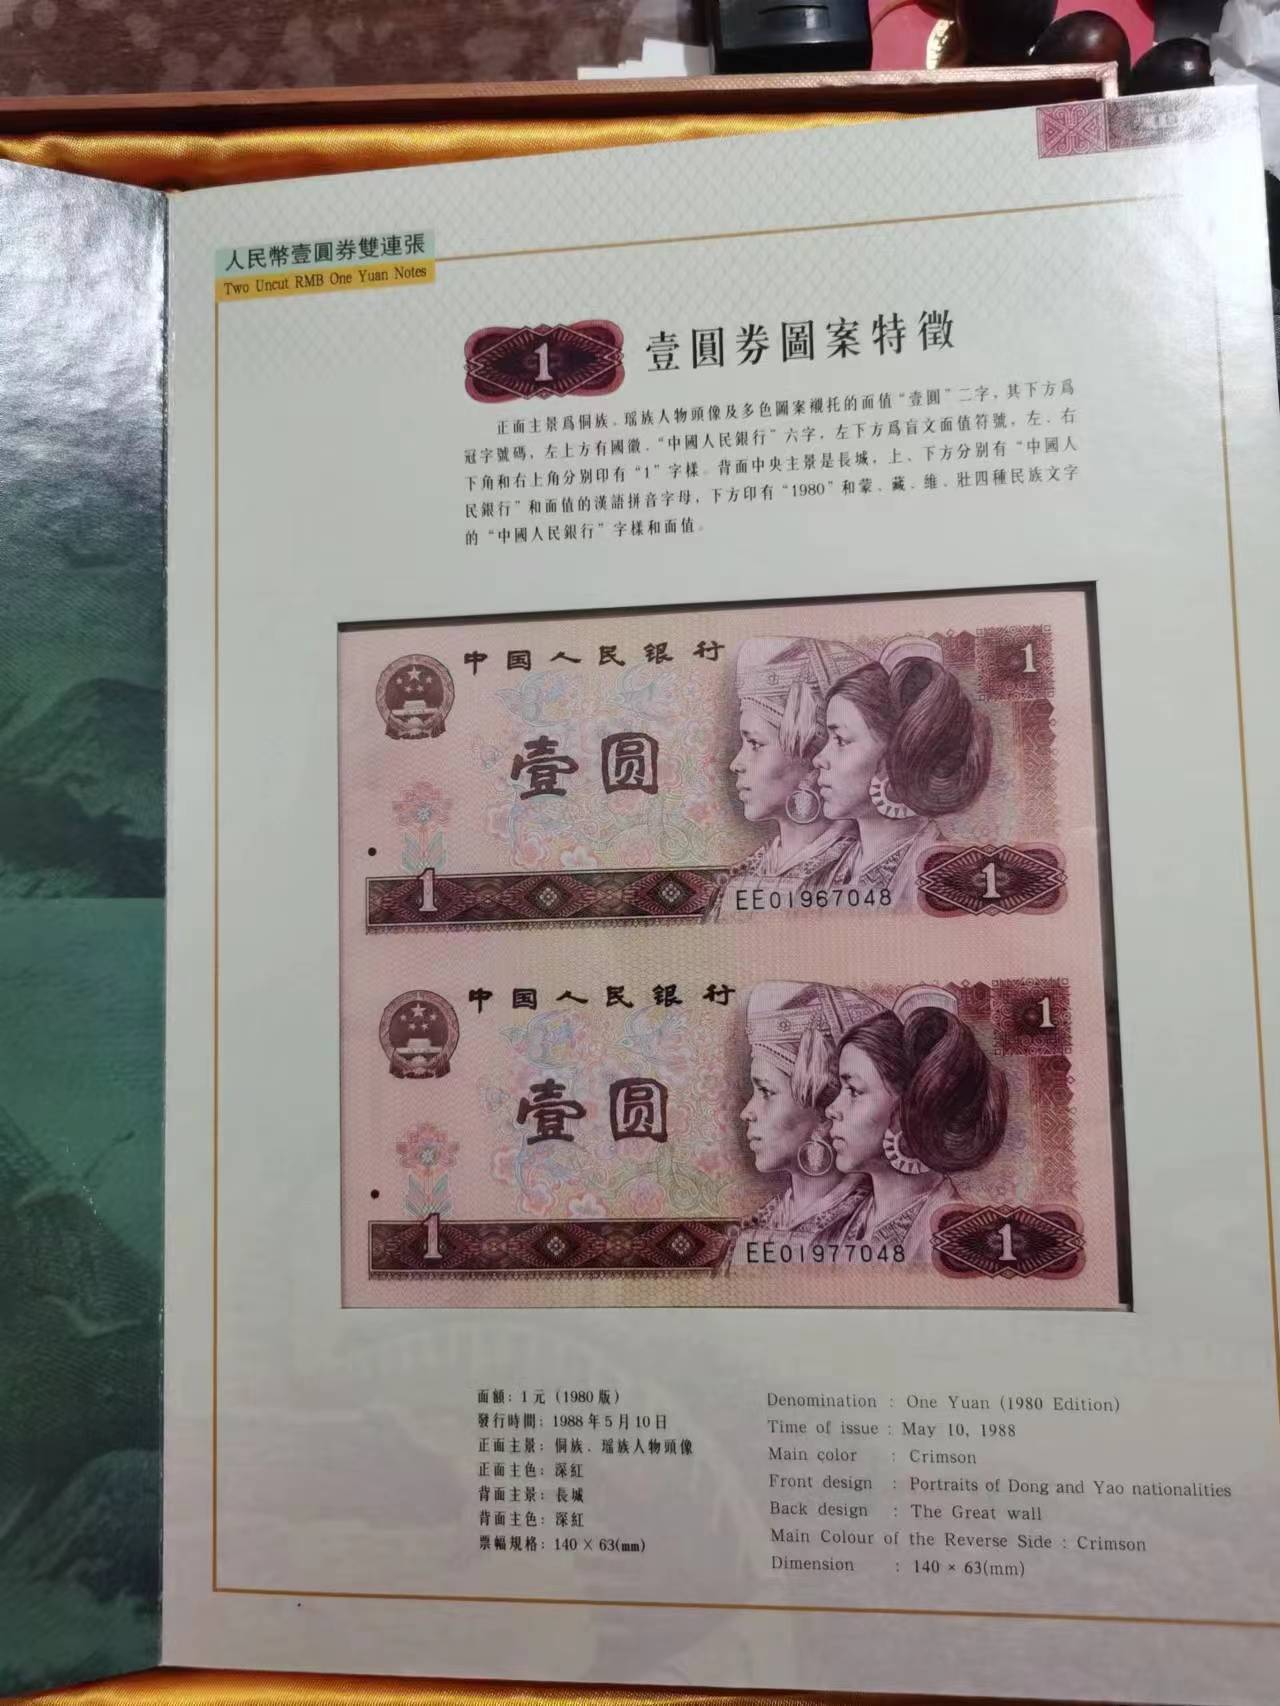 人民幣壹圓券雙連張
Two Uncut RMB One Yuan Notes
1
壹圓券圖案特徵
正面主景爲侗族、瑶族人物頭像及多色圖案襯托的面值“壹圓”二字，其下方爲
冠字號碼，左上方有國徽、“中國人民銀行”六字，左下方爲盲文面值符號，左、右
下角和右上角分别印有“1”字樣。背面中央主景是長城，上、下方分别有“中國人
民銀行”和面值的漢語拼音字母，下方印有“1980”和蒙、藏、維、壯四種民族文字
的“中國人民銀行”字樣和面值。
中国人民银行
1
壹圆
1
EE01967048
1
中国人民银行
1
壹圆
1
EE01977048
1
面額：1元（1980版）
發行時間：1988年5月10日
正面主景：侗族、瑶族人物頭像
正面主色：深紅
背面主景：長城
背面主色：深紅
票幅規格：140×63(mm)
Denomination : One Yuan (1980 Edition)
Time of issue : May 10, 1988
Main color : Crimson
Front design : Portraits of Dong and Yao nationalities
Back design : The Great wall
Main Colour of the Reverse Side : Crimson
Dimension : 140 × 63(mm)